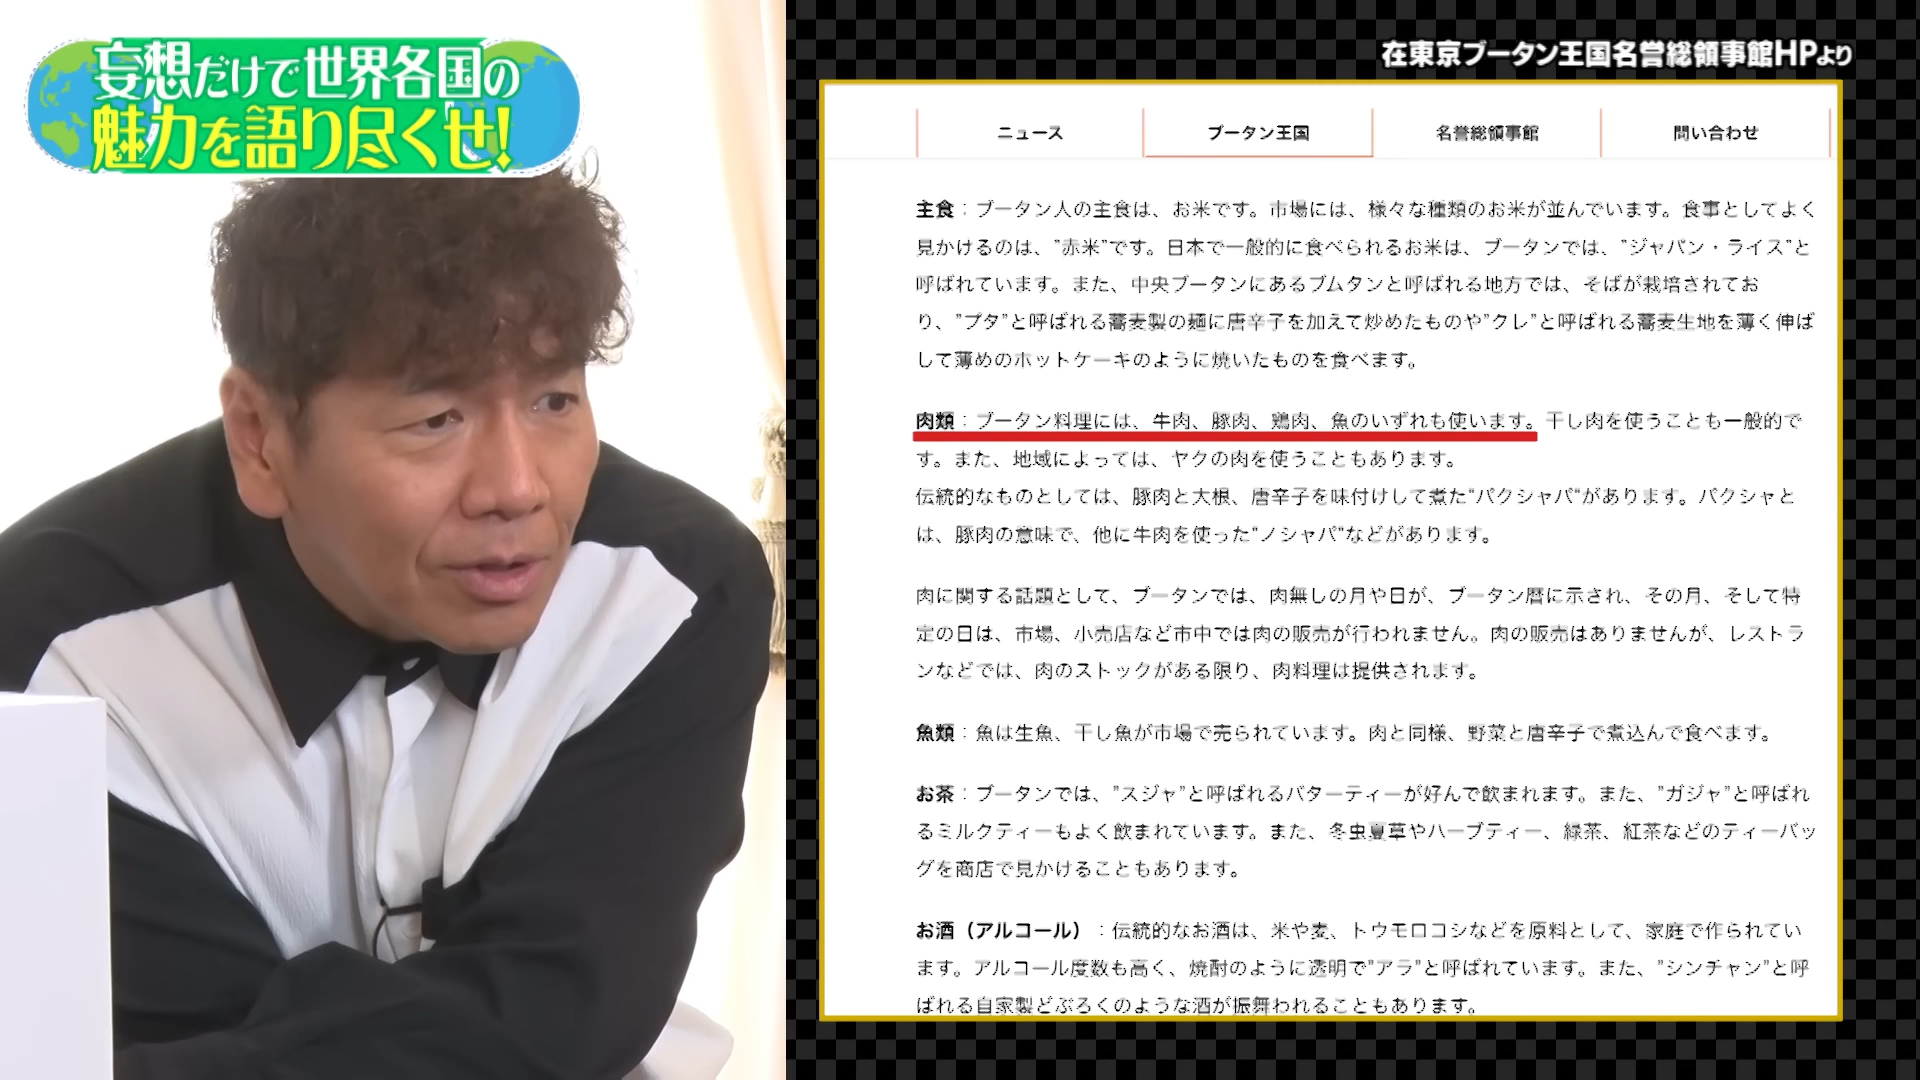 妄想だけで世界各国の
魅力を語り尽くせ!
在東京ブータン王国名誉総領事館HPより
ニュース
ブータン王国
名誉総領事館
問い合わせ
主食：ブータン人の主食は、お米です。市場には、様々な種類のお米が並んでいます。食事としてよく
見かけるのは、"赤米"です。日本で一般的に食べられるお米は、ブータンでは、"ジャパン・ライス"と
呼ばれています。また、中央ブータンにあるブムタンと呼ばれる地方では、そばが栽培されてお
り、"プタ"と呼ばれる蕎麦製の麺に唐辛子を加えて炒めたものや"クレ"と呼ばれる蕎麦生地を薄く伸ば
して薄めのホットケーキのように焼いたものを食べます。
肉類：ブータン料理には、牛肉、豚肉、鶏肉、魚のいずれも使います。干し肉を使うことも一般的で
す。また、地域によっては、ヤクの肉を使うこともあります。
伝統的なものとしては、豚肉と大根、唐辛子を味付けして煮た"パクシャパ"があります。パクシャと
は、豚肉の意味で、他に牛肉を使った"ノシャパ"などがあります。
肉に関する話題として、ブータンでは、肉無しの月や日が、ブータン暦に示され、その月、そして特
定の日は、市場、小売店など市中では肉の販売が行われません。肉の販売はありませんが、レストラ
ンなどでは、肉のストックがある限り、肉料理は提供されます。
魚類：魚は生魚、干し魚が市場で売られています。肉と同様、野菜と唐辛子で煮込んで食べます。
お茶：ブータンでは、"スジャ"と呼ばれるバターティーが好んで飲まれます。また、"ガジャ"と呼ばれ
るミルクティーもよく飲まれています。また、冬虫夏草やハーブティー、緑茶、紅茶などのティーバッ
グを商店で見かけることもあります。
お酒（アルコール）：伝統的なお酒は、米や麦、トウモロコシなどを原料として、家庭で作られてい
ます。アルコール度数も高く、焼酎のように透明で"アラ"と呼ばれています。また、"シンチャン"と呼
ばれる自家製どぶろくのような酒が振舞われることもあります。